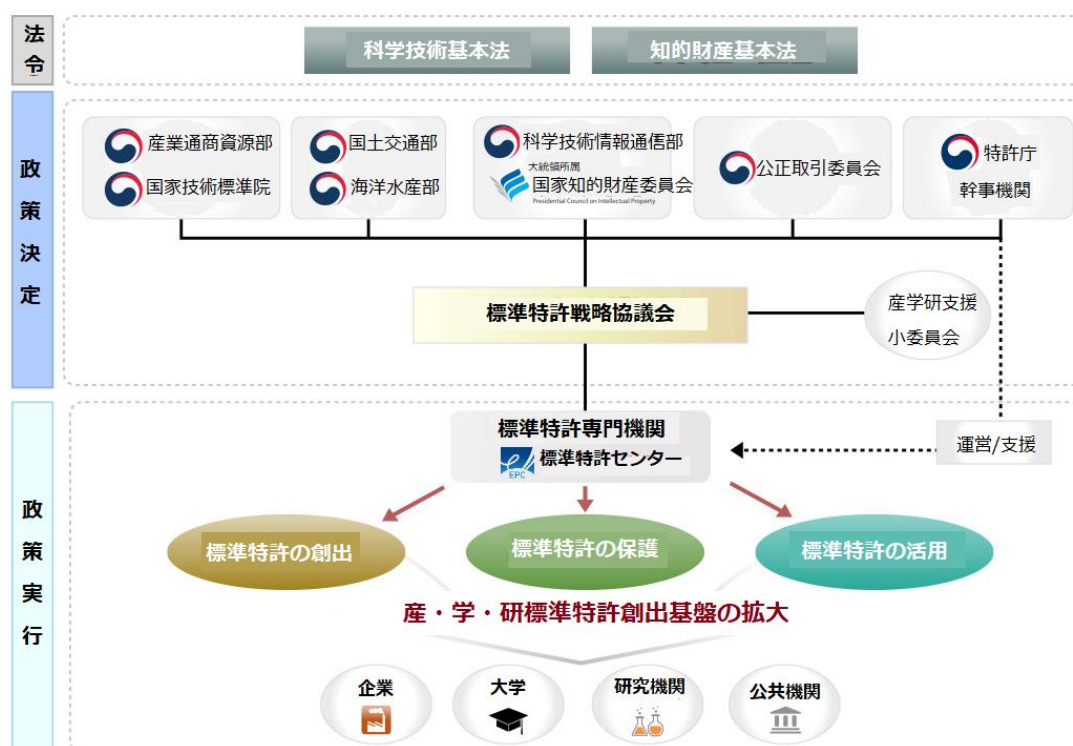 法
令
科学技術基本法
知的財産基本法
政
策
決
定
産業通商資源部
国家技術標準院
国土交通部
海洋水産部
科学技術情報通信部
大統領所属
国家知的財産委員会
Presidential Council on Intellectual Property
公正取引委員会
特許庁
幹事機関
標準特許戦略協議会
産学研支援
小委員会
政
策
実
行
標準特許専門機関
EPC
標準特許センター
運営/支援
標準特許の創出
標準特許の保護
標準特許の活用
産・学・研標準特許創出基盤の拡大
企業
大学
研究機関
公共機関